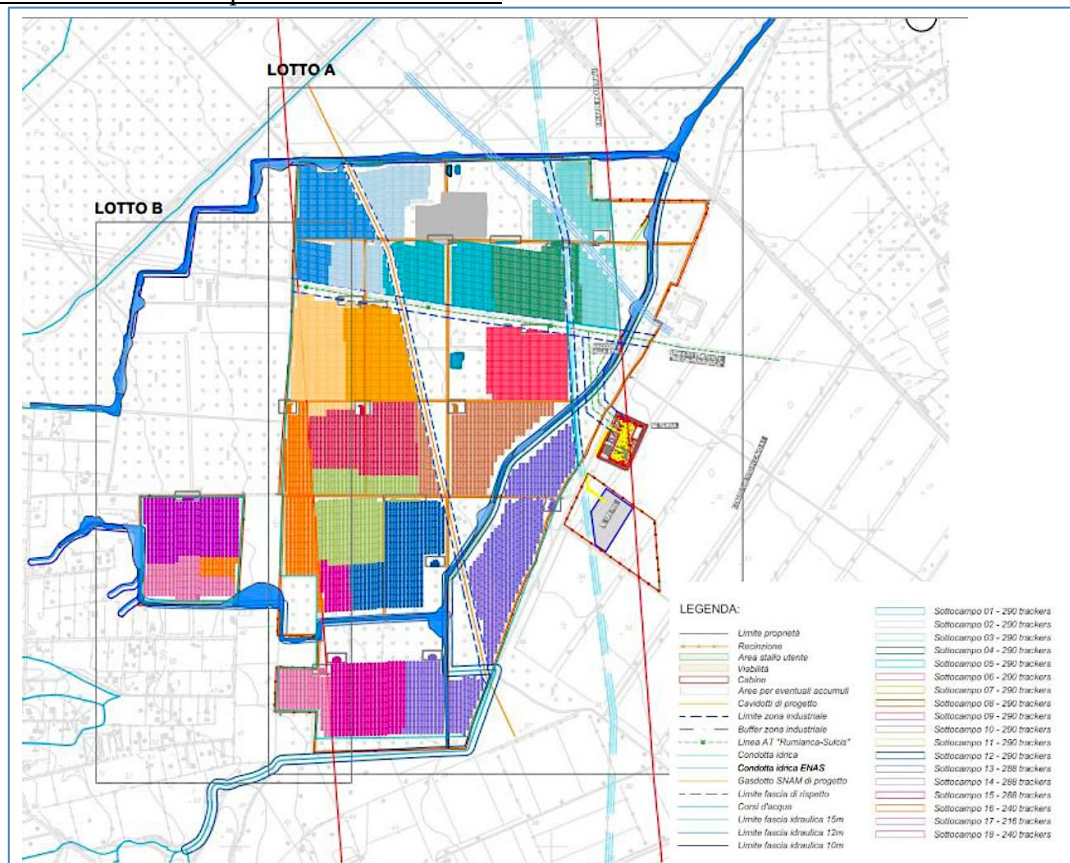 LOTTO A
LOTTO B
LEGENDA:
Limite proprietà
Recinzione
Area stallo utente
Viabilità
Cabine
Aree per eventuali accumuli
Cavidotti di progetto
Limite zona industriale
Buffer zona industriale
Linea AT "Rumianca-Sulcis"
Condotta idrica
Condotta idrica ENAS
Gasdotto SNAM di progetto
Limite fascia di rispetto
Corsi d'acqua
Limite fascia idraulica 15m
Limite fascia idraulica 12m
Limite fascia idraulica 10m
Sottocampo 01 - 290 trackers
Sottocampo 02 - 290 trackers
Sottocampo 03 - 290 trackers
Sottocampo 04 - 290 trackers
Sottocampo 05 - 290 trackers
Sottocampo 06 - 290 trackers
Sottocampo 07 - 290 trackers
Sottocampo 08 - 290 trackers
Sottocampo 09 - 290 trackers
Sottocampo 10 - 290 trackers
Sottocampo 11 - 290 trackers
Sottocampo 12 - 290 trackers
Sottocampo 13 - 288 trackers
Sottocampo 14 - 288 trackers
Sottocampo 15 - 288 trackers
Sottocampo 16 - 240 trackers
Sottocampo 17 - 216 trackers
Sottocampo 18 - 240 trackers